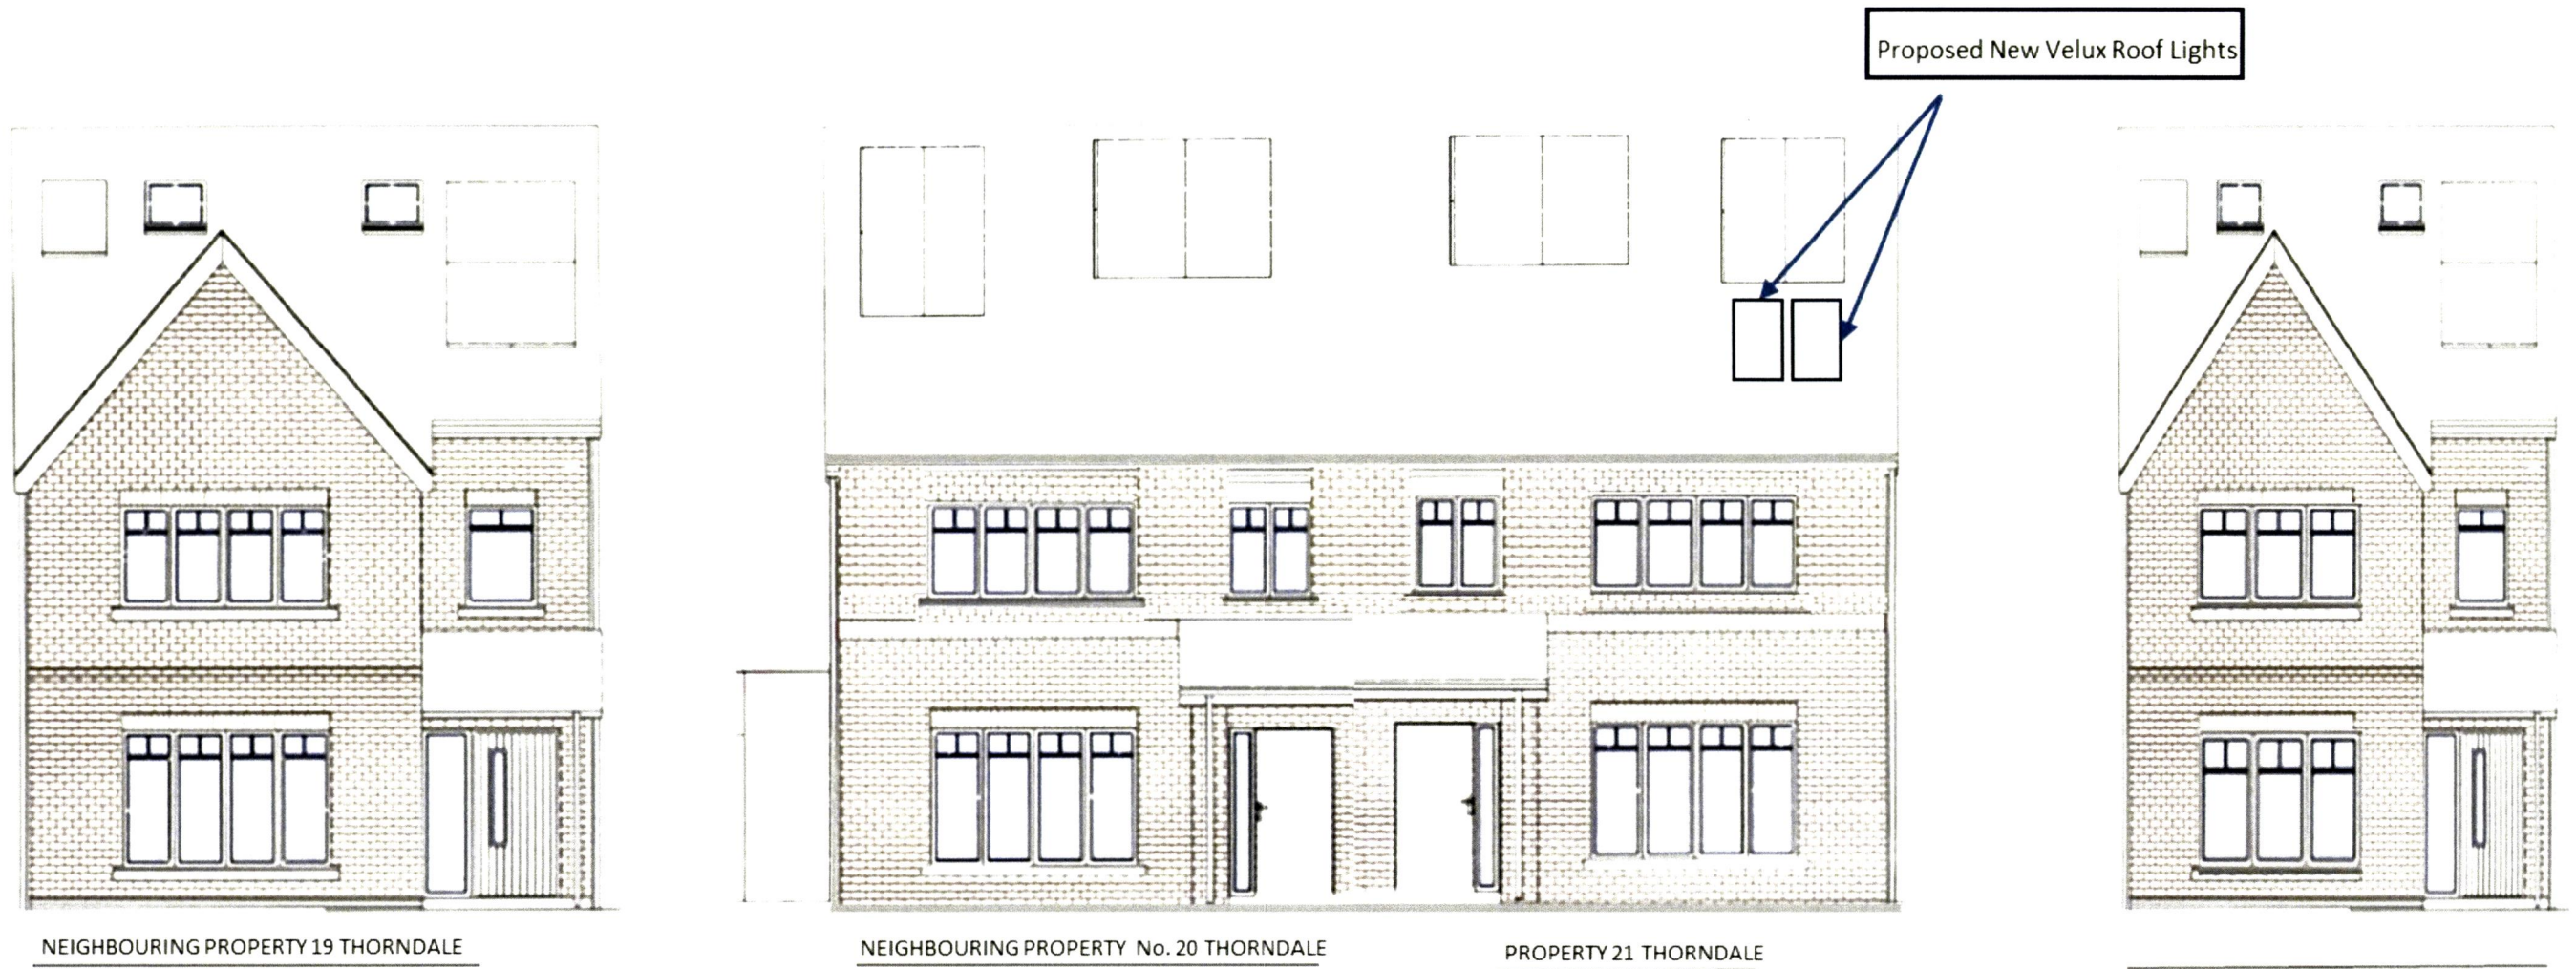 Proposed New Velux Roof Lights
NEIGHBOURING PROPERTY 19 THORNDALE
NEIGHBOURING PROPERTY No. 20 THORNDALE
PROPERTY 21 THORNDALE